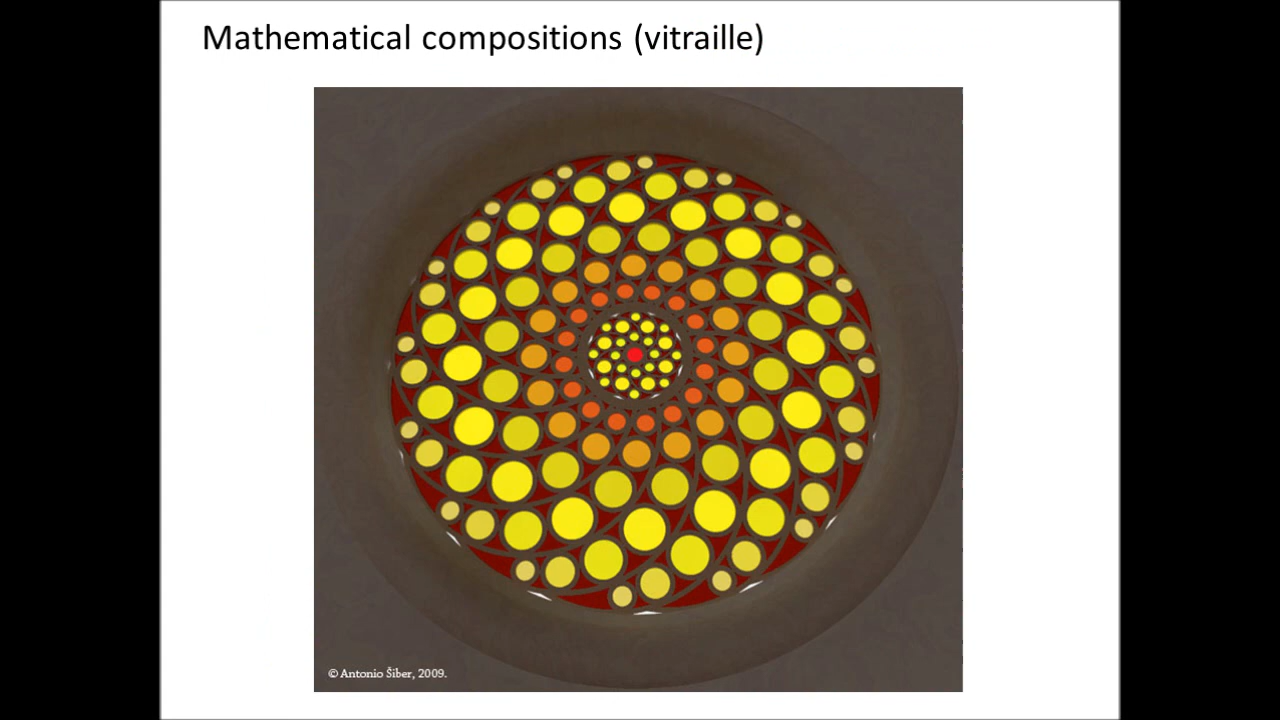 Mathematical compositions (vitraille)
© Antonio Šiber, 2009.